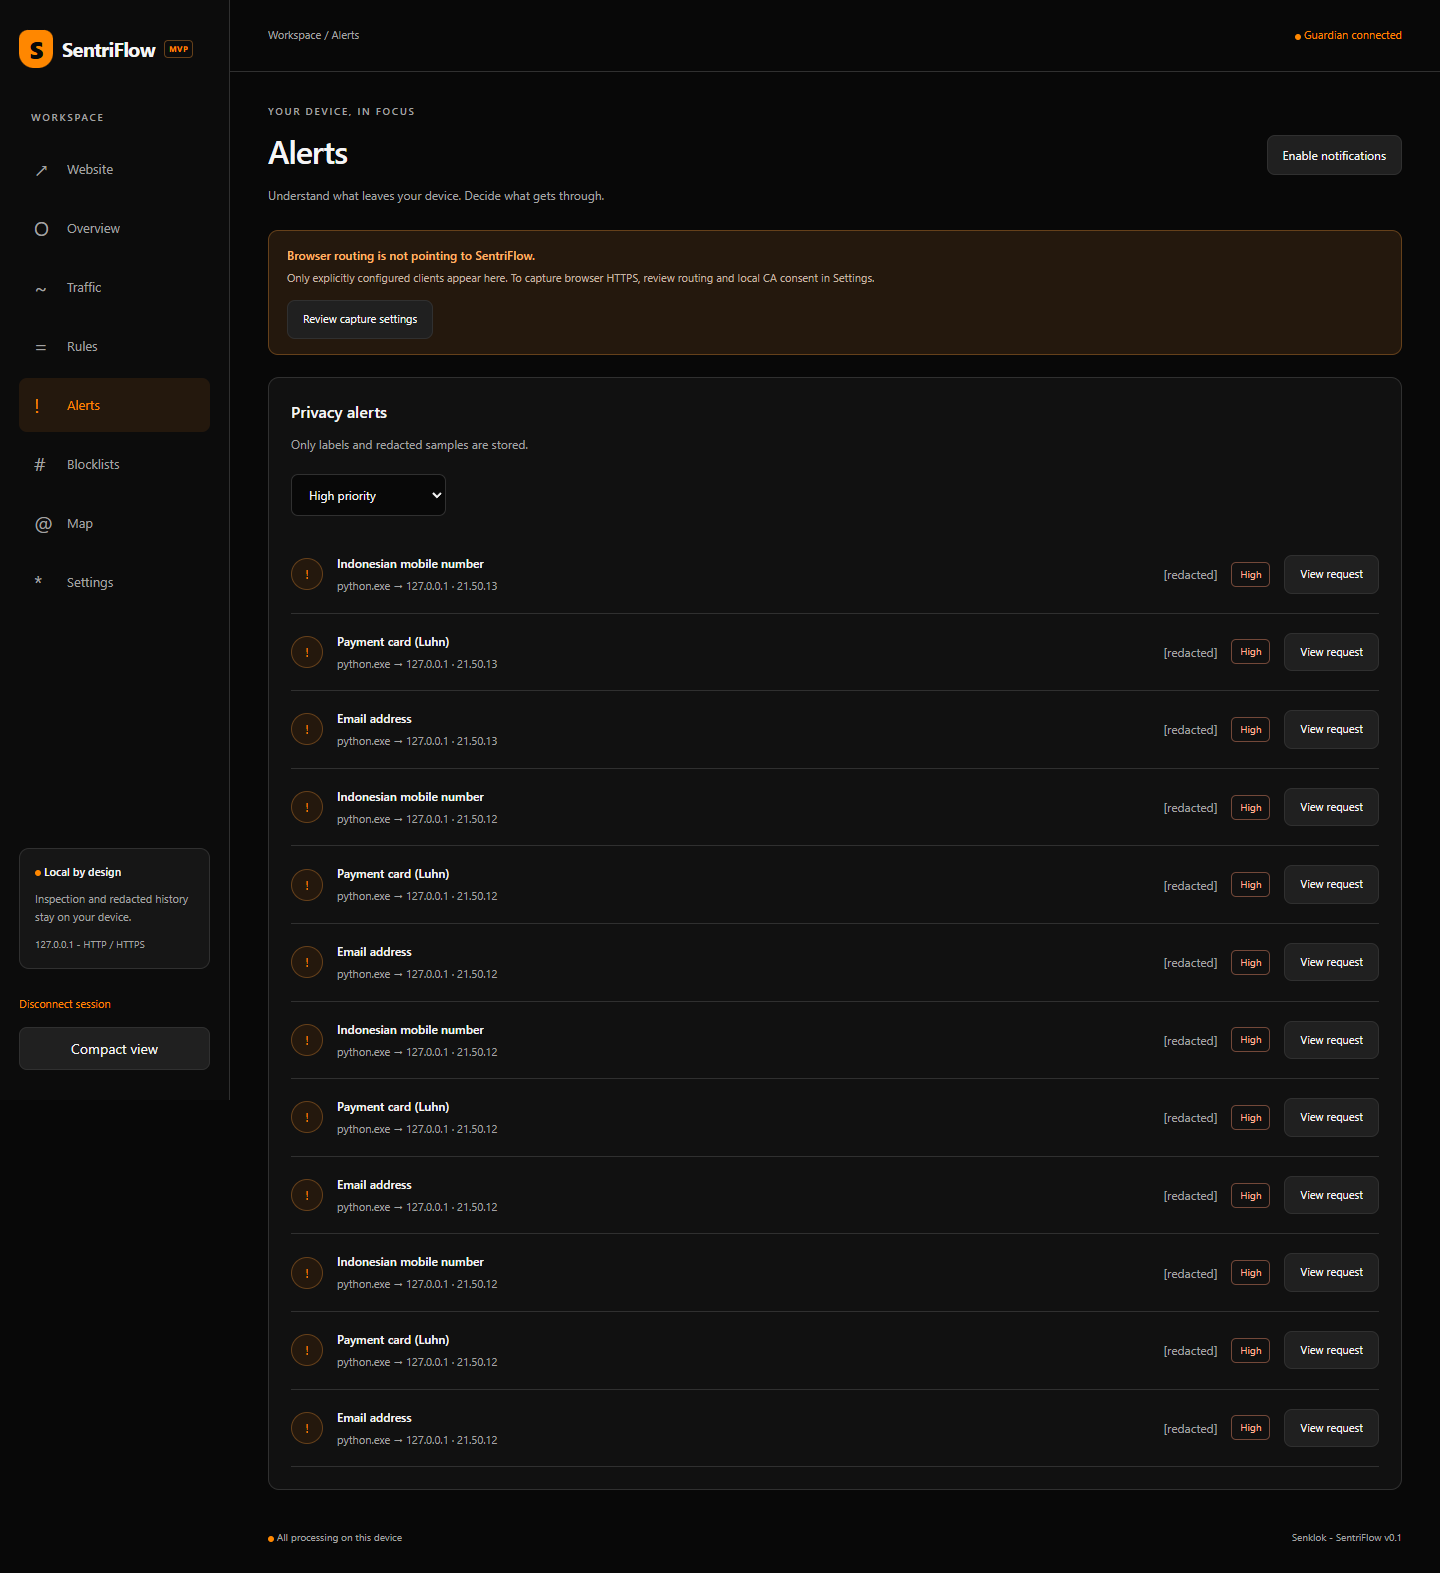 S SentriFlow MVP
WORKSPACE
↗ Website
O Overview
~ Traffic
= Rules
! Alerts
# Blocklists
@ Map
* Settings
Local by design
Inspection and redacted history
stay on your device.
127.0.0.1 - HTTP / HTTPS
Disconnect session
Compact view
Workspace / Alerts
Guardian connected
YOUR DEVICE, IN FOCUS
Alerts
Enable notifications
Understand what leaves your device. Decide what gets through.
Browser routing is not pointing to SentriFlow.
Only explicitly configured clients appear here. To capture browser HTTPS, review routing and local CA consent in Settings.
Review capture settings
Privacy alerts
Only labels and redacted samples are stored.
High priority
! Indonesian mobile number
python.exe → 127.0.0.1 · 21.50.13
[redacted] High View request
! Payment card (Luhn)
python.exe → 127.0.0.1 · 21.50.13
[redacted] High View request
! Email address
python.exe → 127.0.0.1 · 21.50.13
[redacted] High View request
! Indonesian mobile number
python.exe → 127.0.0.1 · 21.50.12
[redacted] High View request
! Payment card (Luhn)
python.exe → 127.0.0.1 · 21.50.12
[redacted] High View request
! Email address
python.exe → 127.0.0.1 · 21.50.12
[redacted] High View request
! Indonesian mobile number
python.exe → 127.0.0.1 · 21.50.12
[redacted] High View request
! Payment card (Luhn)
python.exe → 127.0.0.1 · 21.50.12
[redacted] High View request
! Email address
python.exe → 127.0.0.1 · 21.50.12
[redacted] High View request
! Indonesian mobile number
python.exe → 127.0.0.1 · 21.50.12
[redacted] High View request
! Payment card (Luhn)
python.exe → 127.0.0.1 · 21.50.12
[redacted] High View request
! Email address
python.exe → 127.0.0.1 · 21.50.12
[redacted] High View request
All processing on this device
Senklok - SentriFlow v0.1